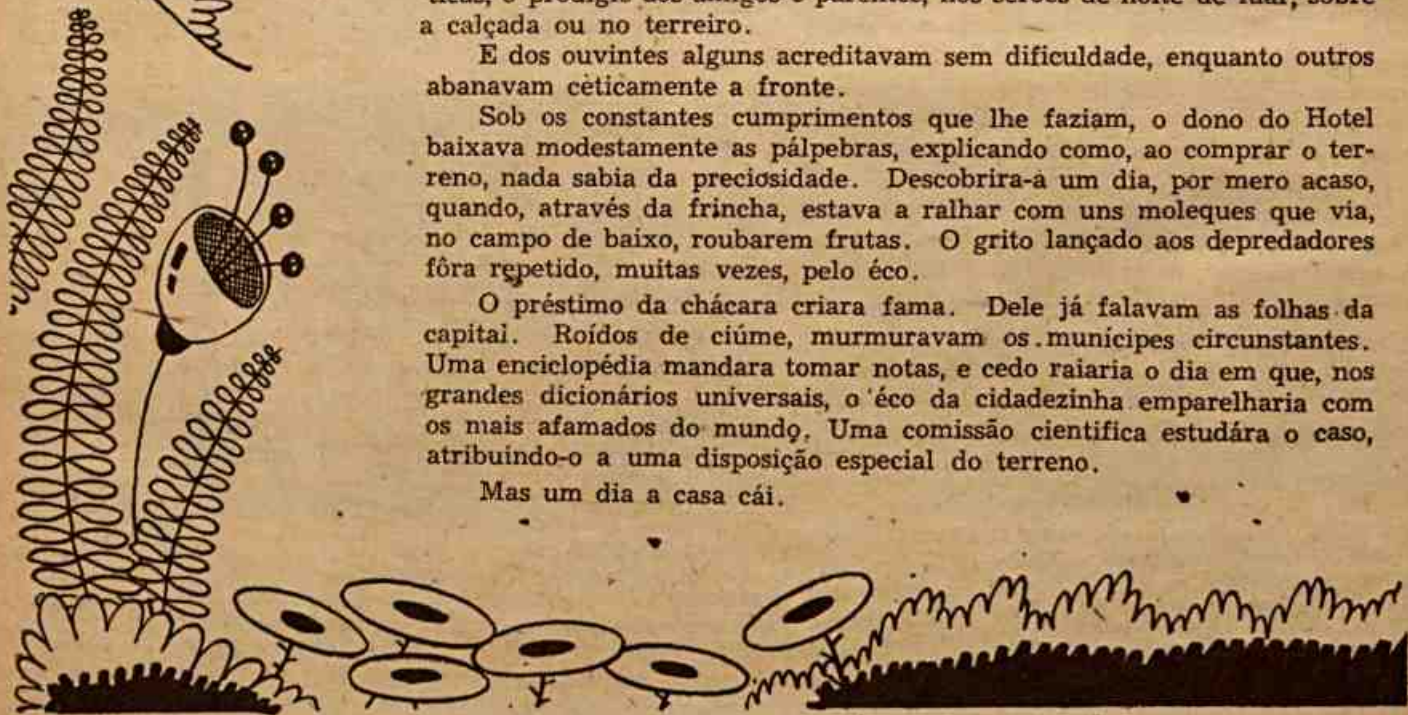 a calçada ou no terreiro.
E dos ouvintes alguns acreditavam sem dificuldade, enquanto outros
abanavam cèticamente a fronte.
Sob os constantes cumprimentos que lhe faziam, o dono do Hotel
baixava modestamente as pálpebras, explicando como, ao comprar o ter-
reno, nada sabia da preciosidade. Descobrira-a um dia, por mero acaso,
quando, através da frincha, estava a ralhar com uns moleques que via,
no campo de baixo, roubarem frutas. O grito lançado aos depredadores
fôra repetido, muitas vezes, pelo éco.
O préstimo da chácara criara fama. Dele já falavam as folhas da
capital. Roídos de ciúme, murmuravam os munícipes circunstantes.
Uma enciclopédia mandara tomar notas, e cedo raiaria o dia em que, nos
grandes dicionários universais, o éco da cidadezinha emparelharia com
os mais afamados do mundo. Uma comissão cientifica estudára o caso,
atribuindo-o a uma disposição especial do terreno.
Mas um dia a casa cái.